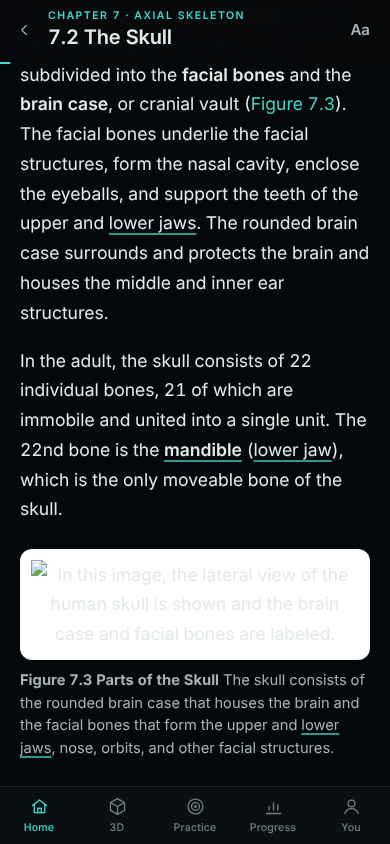 CHAPTER 7 · AXIAL SKELETON
7.2 The Skull
Aa
subdivided into the facial bones and the
brain case, or cranial vault (Figure 7.3).
The facial bones underlie the facial
structures, form the nasal cavity, enclose
the eyeballs, and support the teeth of the
upper and lower jaws. The rounded brain
case surrounds and protects the brain and
houses the middle and inner ear
structures.
In the adult, the skull consists of 22
individual bones, 21 of which are
immobile and united into a single unit. The
22nd bone is the mandible (lower jaw),
which is the only moveable bone of the
skull.
In this image, the lateral view of the
human skull is shown and the brain
case and facial bones are labeled.
Figure 7.3 Parts of the Skull The skull consists of
the rounded brain case that houses the brain and
the facial bones that form the upper and lower
jaws, nose, orbits, and other facial structures.
Home
3D
Practice
Progress
You